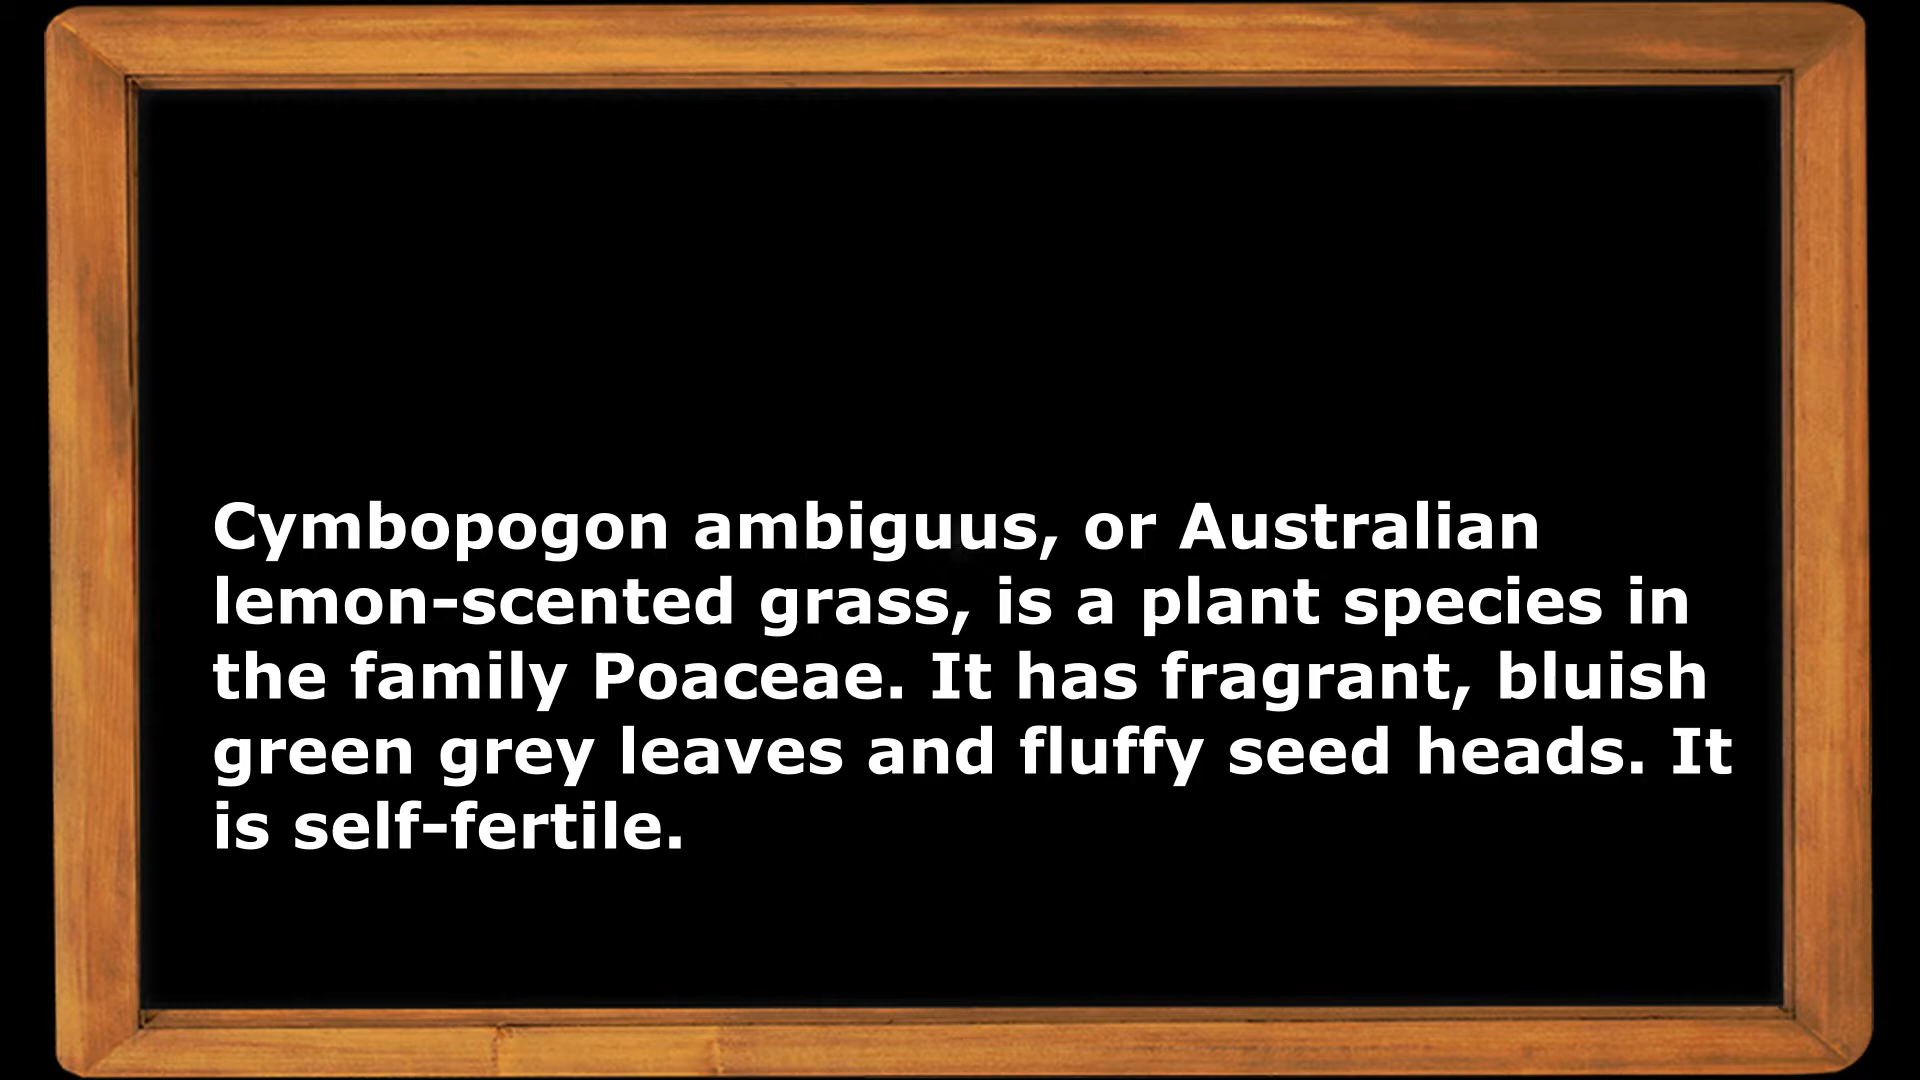 Cymbopogon ambiguus, or Australian
lemon-scented grass, is a plant species in
the family Poaceae. It has fragrant, bluish
green grey leaves and fluffy seed heads. It
is self-fertile.